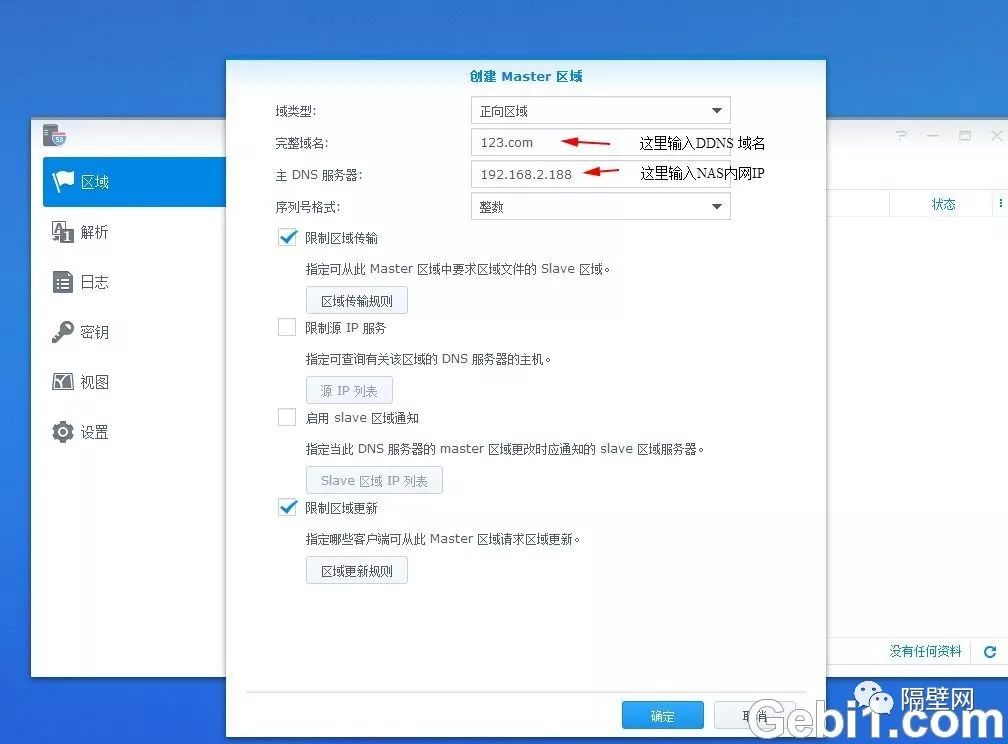 创建 Master 区域
域类型: 正向区域
完整域名: 123.com 这里输入DDNS 域名
主 DNS 服务器: 192.168.2.188 这里输入NAS内网IP
序列号格式: 整数
限制区域传输
指定可从此 Master 区域中要求区域文件的 Slave 区域。
区域传输规则
限制源 IP 服务
指定可查询有关该区域的 DNS 服务器的主机。
源 IP 列表
启用 slave 区域通知
指定当此 DNS 服务器的 master 区域更改时应通知的 slave 区域服务器。
Slave 区域 IP 列表
限制区域更新
指定哪些客户端可从此 Master 区域请求区域更新。
区域更新规则
确定
取消
区域
解析
日志
密钥
视图
设置
状态
没有任何资料
隔壁网
Gebi1.com